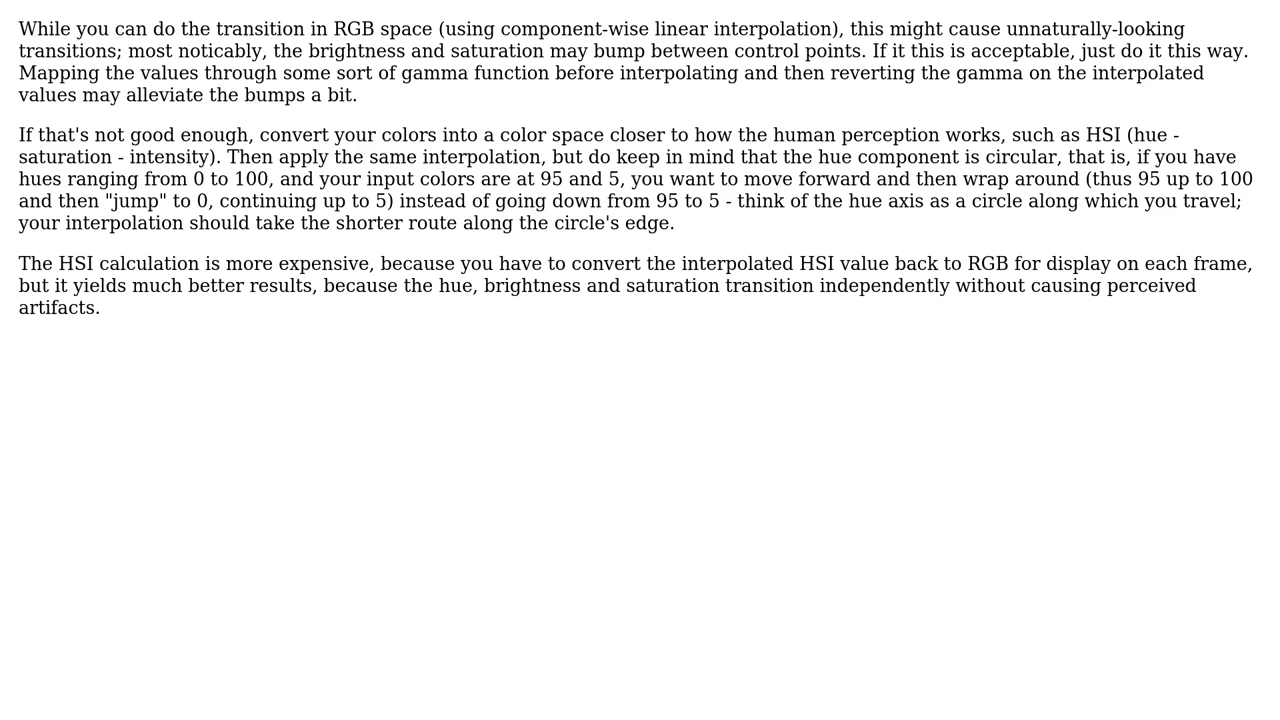 While you can do the transition in RGB space (using component-wise linear interpolation), this might cause unnaturally-looking
transitions; most noticably, the brightness and saturation may bump between control points. If it this is acceptable, just do it this way.
Mapping the values through some sort of gamma function before interpolating and then reverting the gamma on the interpolated
values may alleviate the bumps a bit.
If that's not good enough, convert your colors into a color space closer to how the human perception works, such as HSI (hue -
saturation - intensity). Then apply the same interpolation, but do keep in mind that the hue component is circular, that is, if you have
hues ranging from 0 to 100, and your input colors are at 95 and 5, you want to move forward and then wrap around (thus 95 up to 100
and then "jump" to 0, continuing up to 5) instead of going down from 95 to 5 - think of the hue axis as a circle along which you travel;
your interpolation should take the shorter route along the circle's edge.
The HSI calculation is more expensive, because you have to convert the interpolated HSI value back to RGB for display on each frame,
but it yields much better results, because the hue, brightness and saturation transition independently without causing perceived
artifacts.